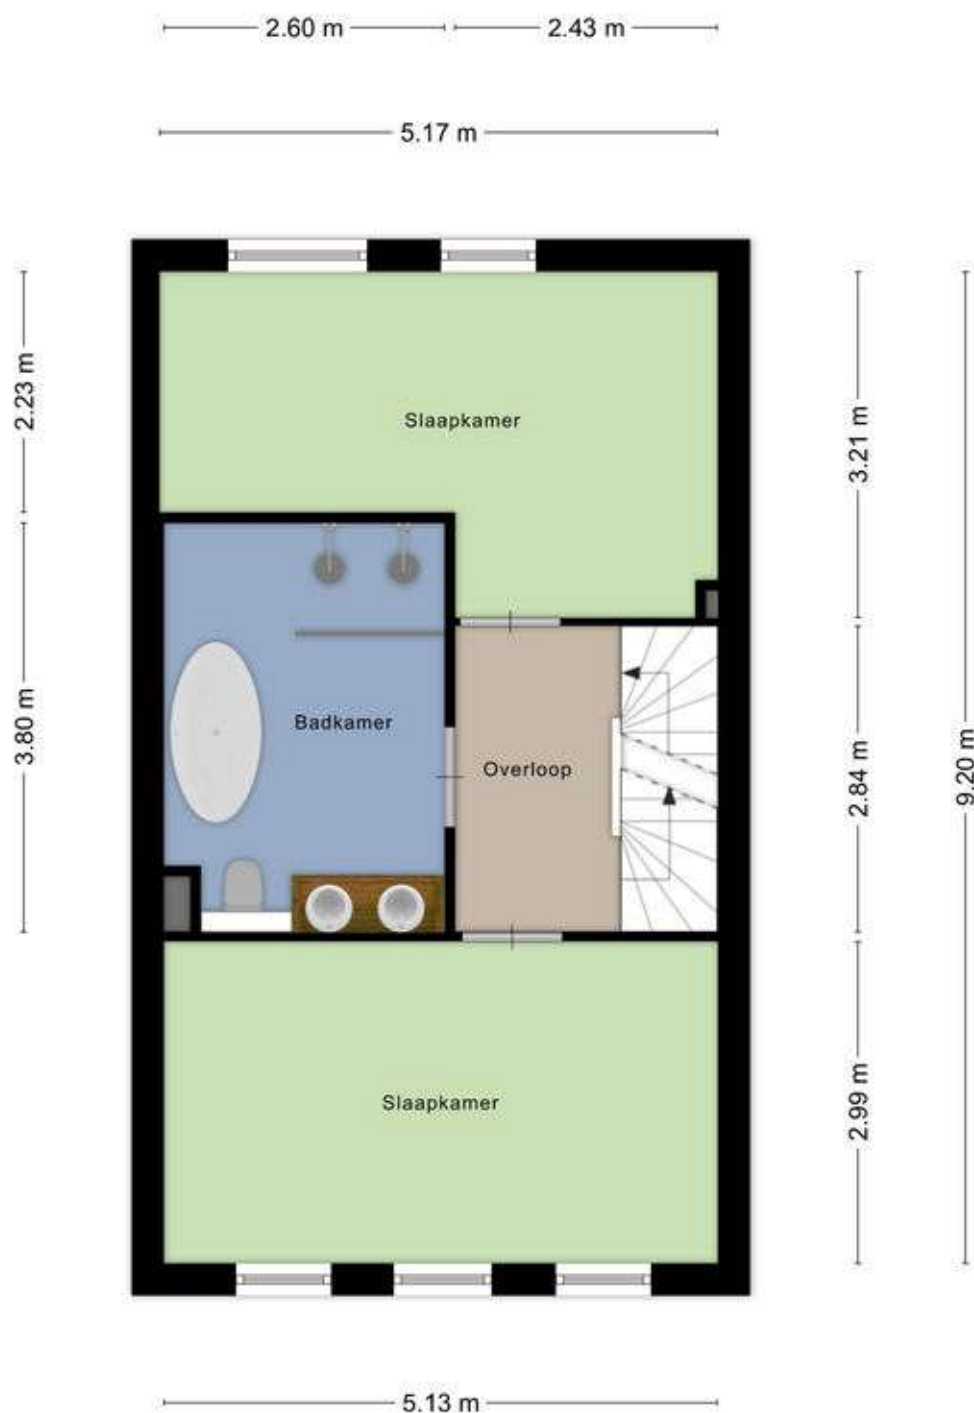 2.60 m
2.43 m
5.17 m
2.23 m
3.21 m
Slaapkamer
3.80 m
Badkamer
Overloop
2.84 m
9.20 m
Slaapkamer
2.99 m
5.13 m